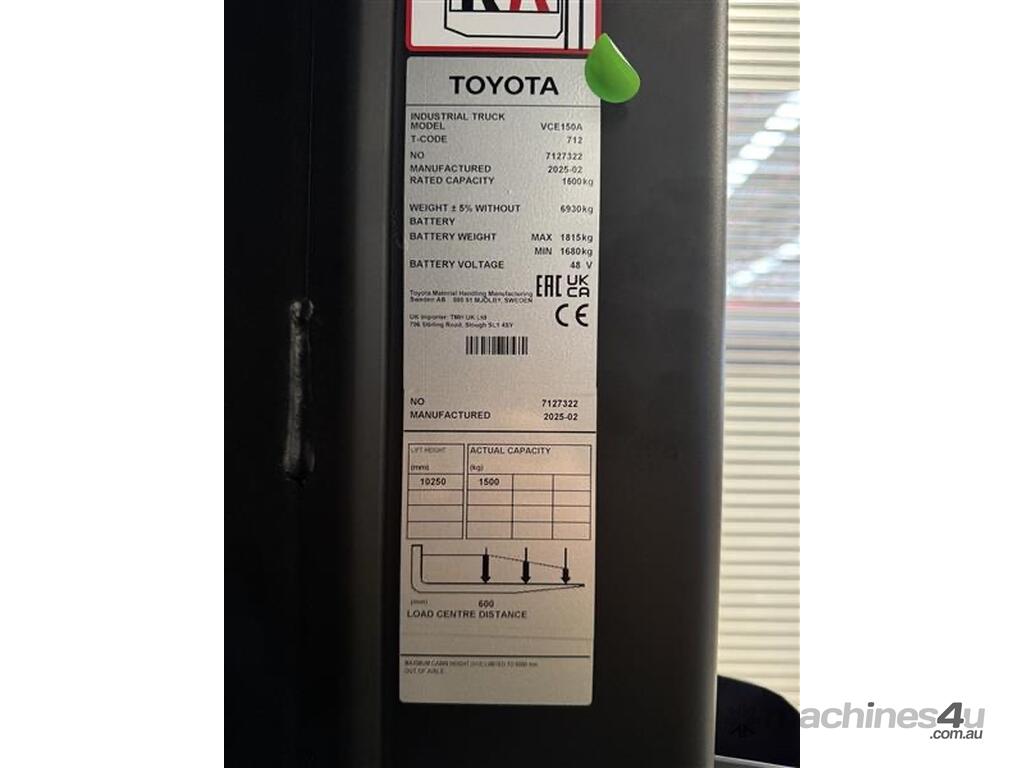 TOYOTA
INDUSTRIAL TRUCK
MODEL VCE150A
T-CODE 712
NO 7127322
MANUFACTURED 2025-02
RATED CAPACITY 1500kg
WEIGHT ± 5% WITHOUT 6930kg
BATTERY
BATTERY WEIGHT MAX 1815kg
MIN 1680kg
BATTERY VOLTAGE 48 V
Toyota Material Handling Manufacturing
Sweden AB 595 81 MJÖLBY, SWEDEN
EAC UK
CA
UK Importer: TMH UK Ltd
CE
706 Stirling Road, Slough SL1 4SY
NO 7127322
MANUFACTURED 2025-02
LIFT HEIGHT ACTUAL CAPACITY
(mm) (kg)
10250 1500
(mm) 600
LOAD CENTRE DISTANCE
OUT OF AISLE
machines4u
.com.au